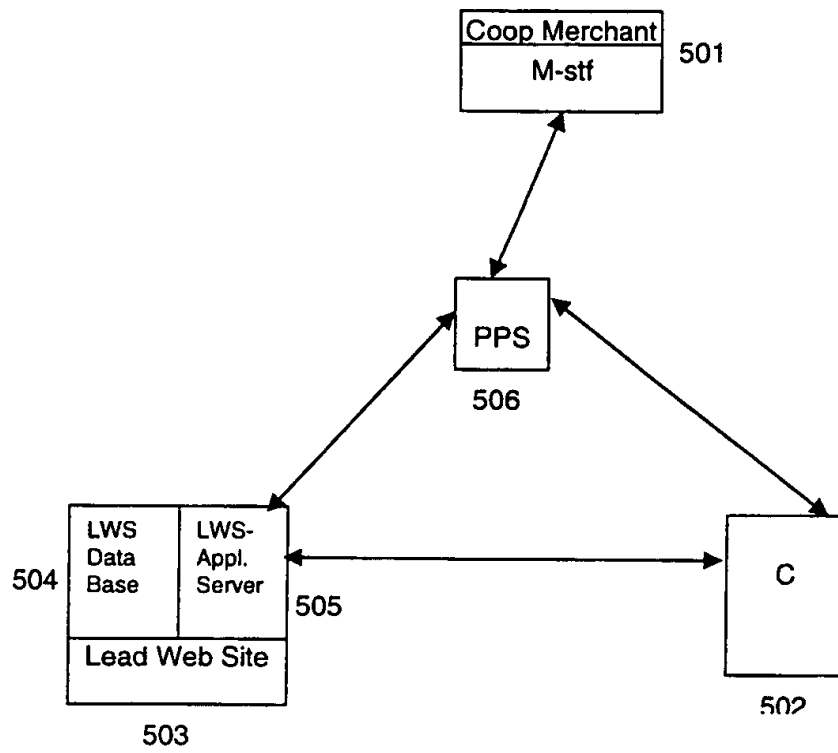 Coop Merchant
501
M-stf
PPS
506
LWS
Data
Base
LWS-
Appl.
Server
504
505
Lead Web Site
503
C
502